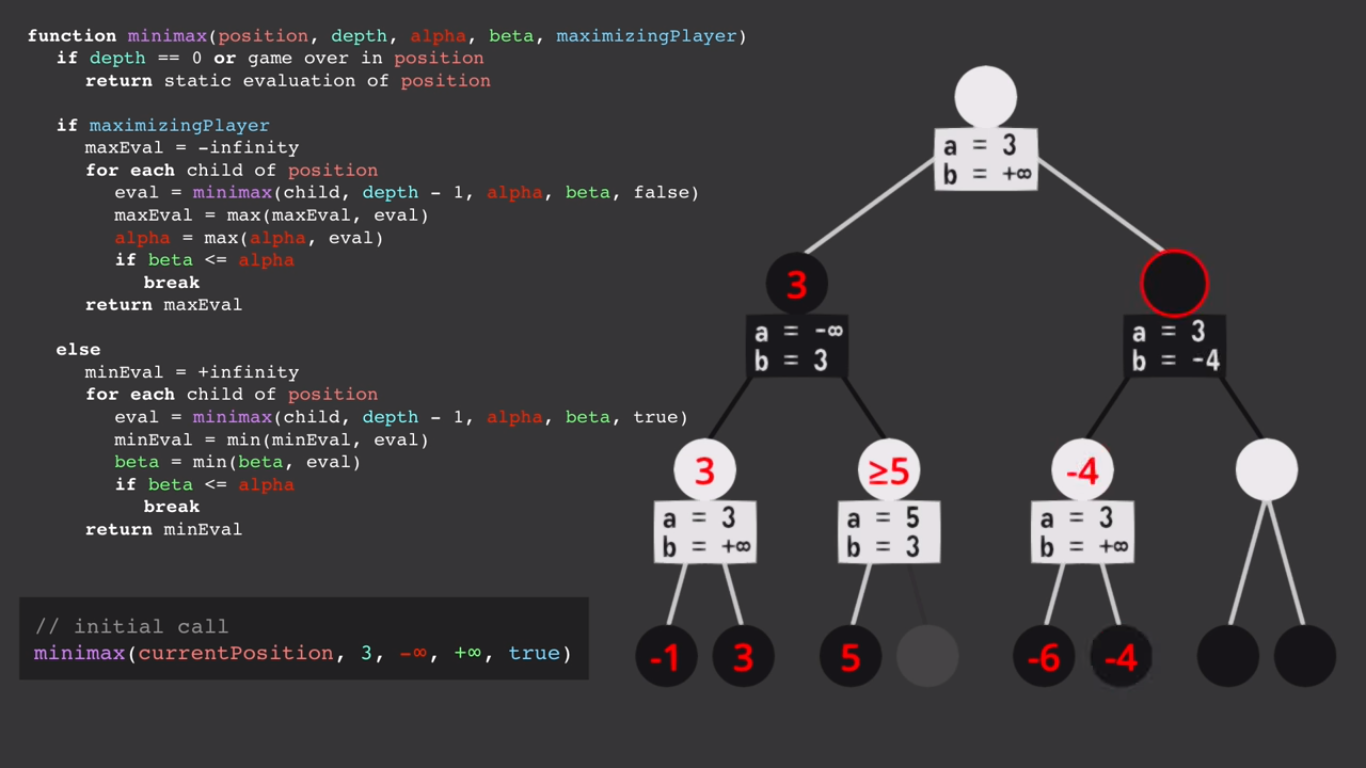 function minimax(position, depth, alpha, beta, maximizingPlayer)
if depth == 0 or game over in position
return static evaluation of position
if maximizingPlayer
maxEval = -infinity
for each child of position
eval = minimax(child, depth - 1, alpha, beta, false)
maxEval = max(maxEval, eval)
alpha = max(alpha, eval)
if beta <= alpha
break
return maxEval
else
minEval = +infinity
for each child of position
eval = minimax(child, depth - 1, alpha, beta, true)
minEval = min(minEval, eval)
beta = min(beta, eval)
if beta <= alpha
break
return minEval
// initial call
minimax(currentPosition, 3, -∞, +∞, true)
a = 3
b = +∞
3
a = -∞
b = 3
a = 3
b = -4
3
a = 3
b = +∞
≥5
a = 5
b = 3
-4
a = 3
b = +∞
-1
3
5
-6
-4